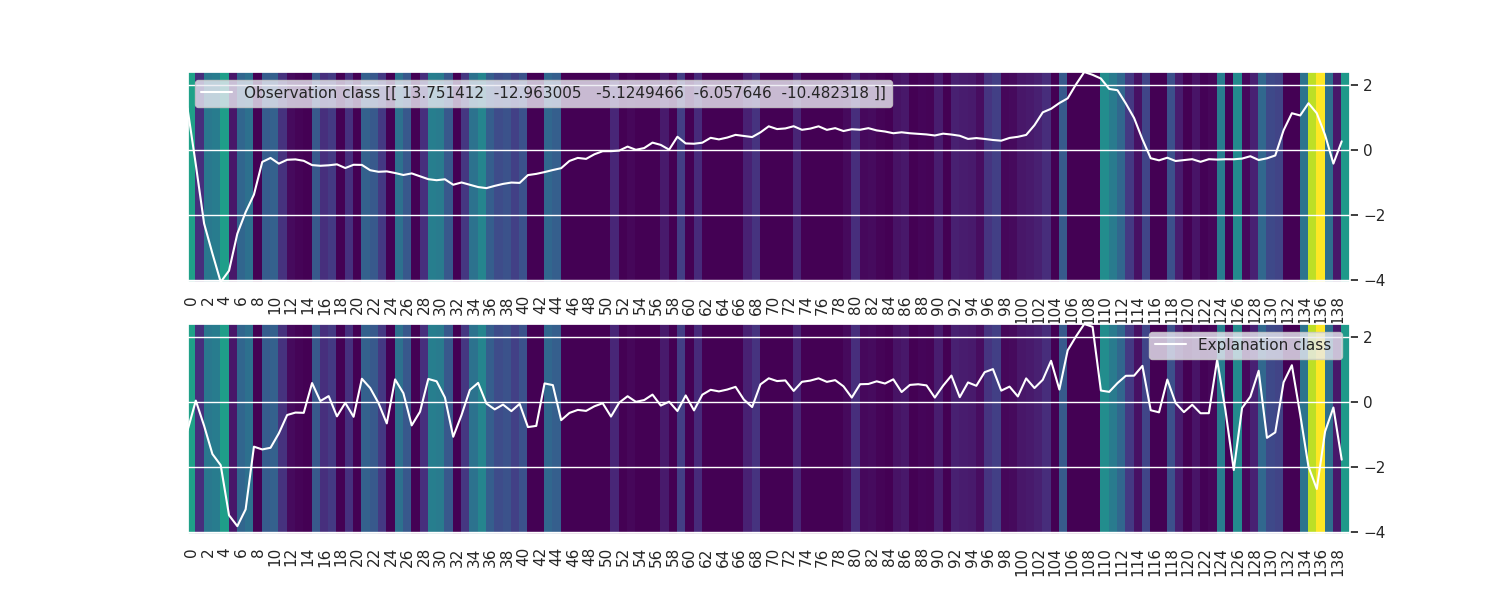 Observation class [[ 13.751412 -12.963005 -5.1249466 -6.057646 -10.482318 ]]
2
0
−2
−4
0 2 4 6 8 10 12 14 16 18 20 22 24 26 28 30 32 34 36 38 40 42 44 46 48 50 52 54 56 58 60 62 64 66 68 70 72 74 76 78 80 82 84 86 88 90 92 94 96 98 100 102 104 106 108 110 112 114 116 118 120 122 124 126 128 130 132 134 136 138
Explanation class
2
0
−2
−4
0 2 4 6 8 10 12 14 16 18 20 22 24 26 28 30 32 34 36 38 40 42 44 46 48 50 52 54 56 58 60 62 64 66 68 70 72 74 76 78 80 82 84 86 88 90 92 94 96 98 100 102 104 106 108 110 112 114 116 118 120 122 124 126 128 130 132 134 136 138